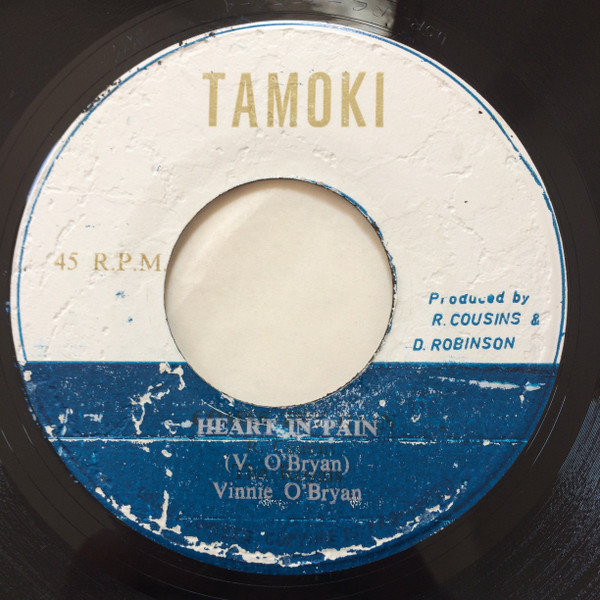 TAMOKI
45 R.P.M.
Produced by
R. COUSINS &
D. ROBINSON
HEART IN PAIN
(V. O'Bryan)
Vinnie O'Bryan